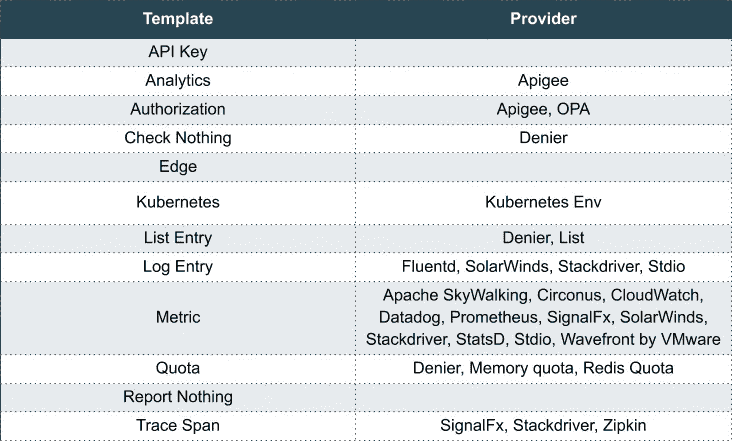 Template Provider
API Key
Analytics Apigee
Authorization Apigee, OPA
Check Nothing Denier
Edge
Kubernetes Kubernetes Env
List Entry Denier, List
Log Entry Fluentd, SolarWinds, Stackdriver, Stdio
Metric
Apache SkyWalking, Circonus, CloudWatch,
Datadog, Prometheus, SignalFx, SolarWinds,
Stackdriver, StatsD, Stdio, Wavefront by VMware
Quota Denier, Memory quota, Redis Quota
Report Nothing
Trace Span SignalFx, Stackdriver, Zipkin